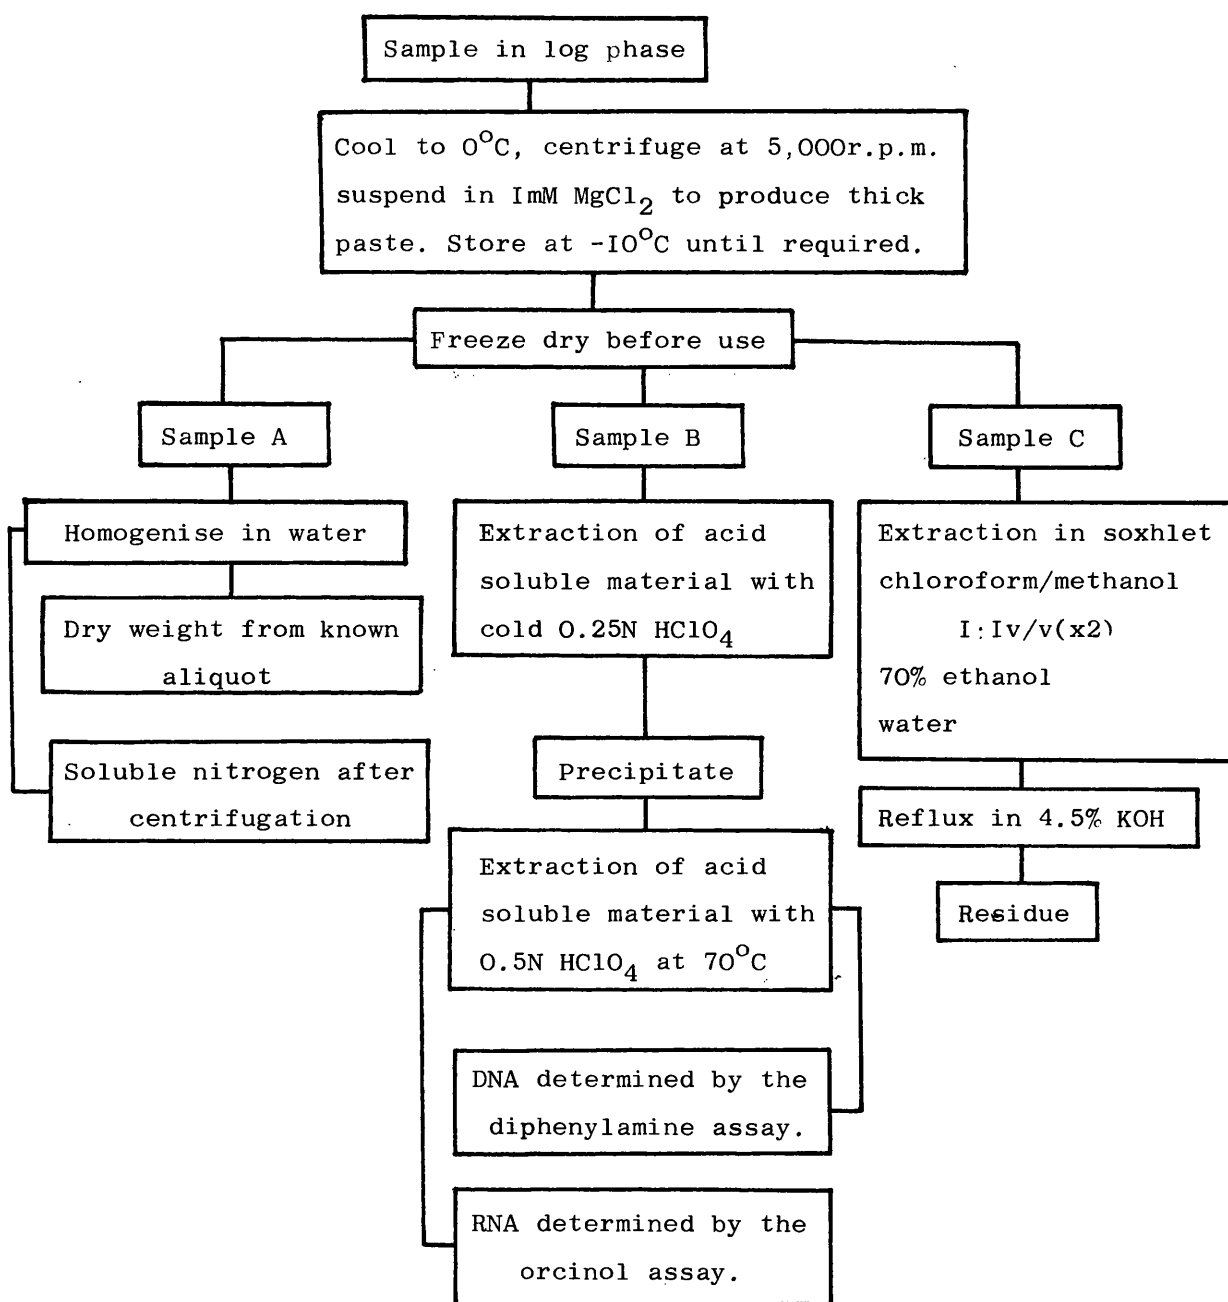 Sample in log phase
Cool to 0°C, centrifuge at 5,000r.p.m.
suspend in ImM MgCl₂ to produce thick
paste. Store at -IO°C until required.
Freeze dry before use
Sample A
Sample B
Sample C
Homogenise in water
Dry weight from known
aliquot
Soluble nitrogen after
centrifugation
Extraction of acid
soluble material with
cold 0.25N HClO₄
Precipitate
Extraction of acid
soluble material with
0.5N HClO₄ at 70°C
DNA determined by the
diphenylamine assay.
RNA determined by the
orcinol assay.
Extraction in soxhlet
chloroform/methanol
I:Iv/v(x2)
70% ethanol
water
Reflux in 4.5% KOH
Residue